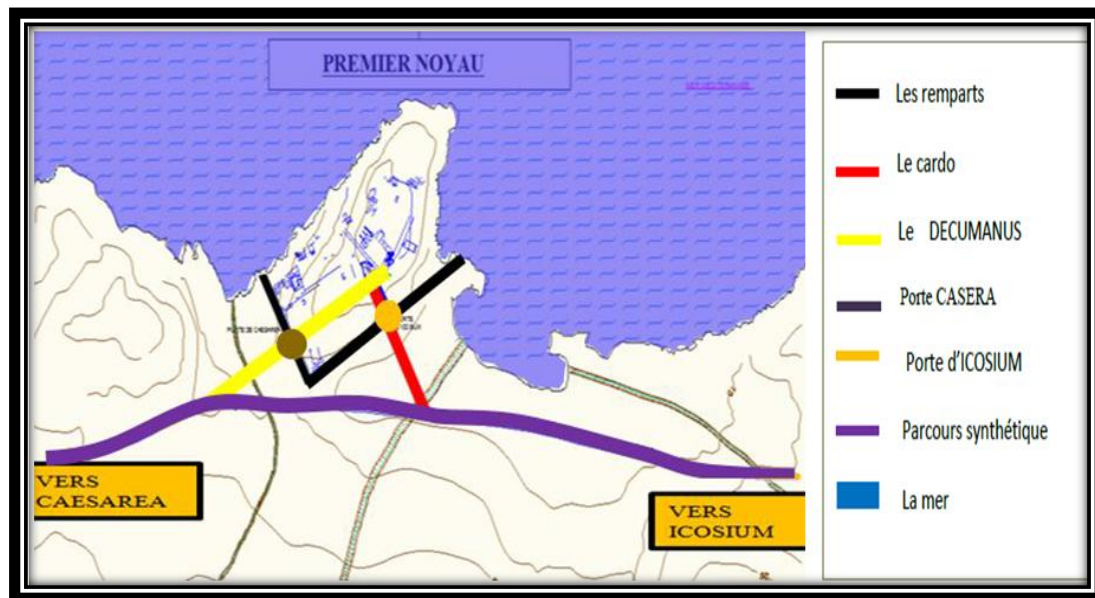 PREMIER NOYAU
VERS
CAESAREA
VERS
ICOSIUM
Les remparts
Le cardo
Le DECUMANUS
Porte CASERA
Porte d'ICOSIUM
Parcours synthétique
La mer